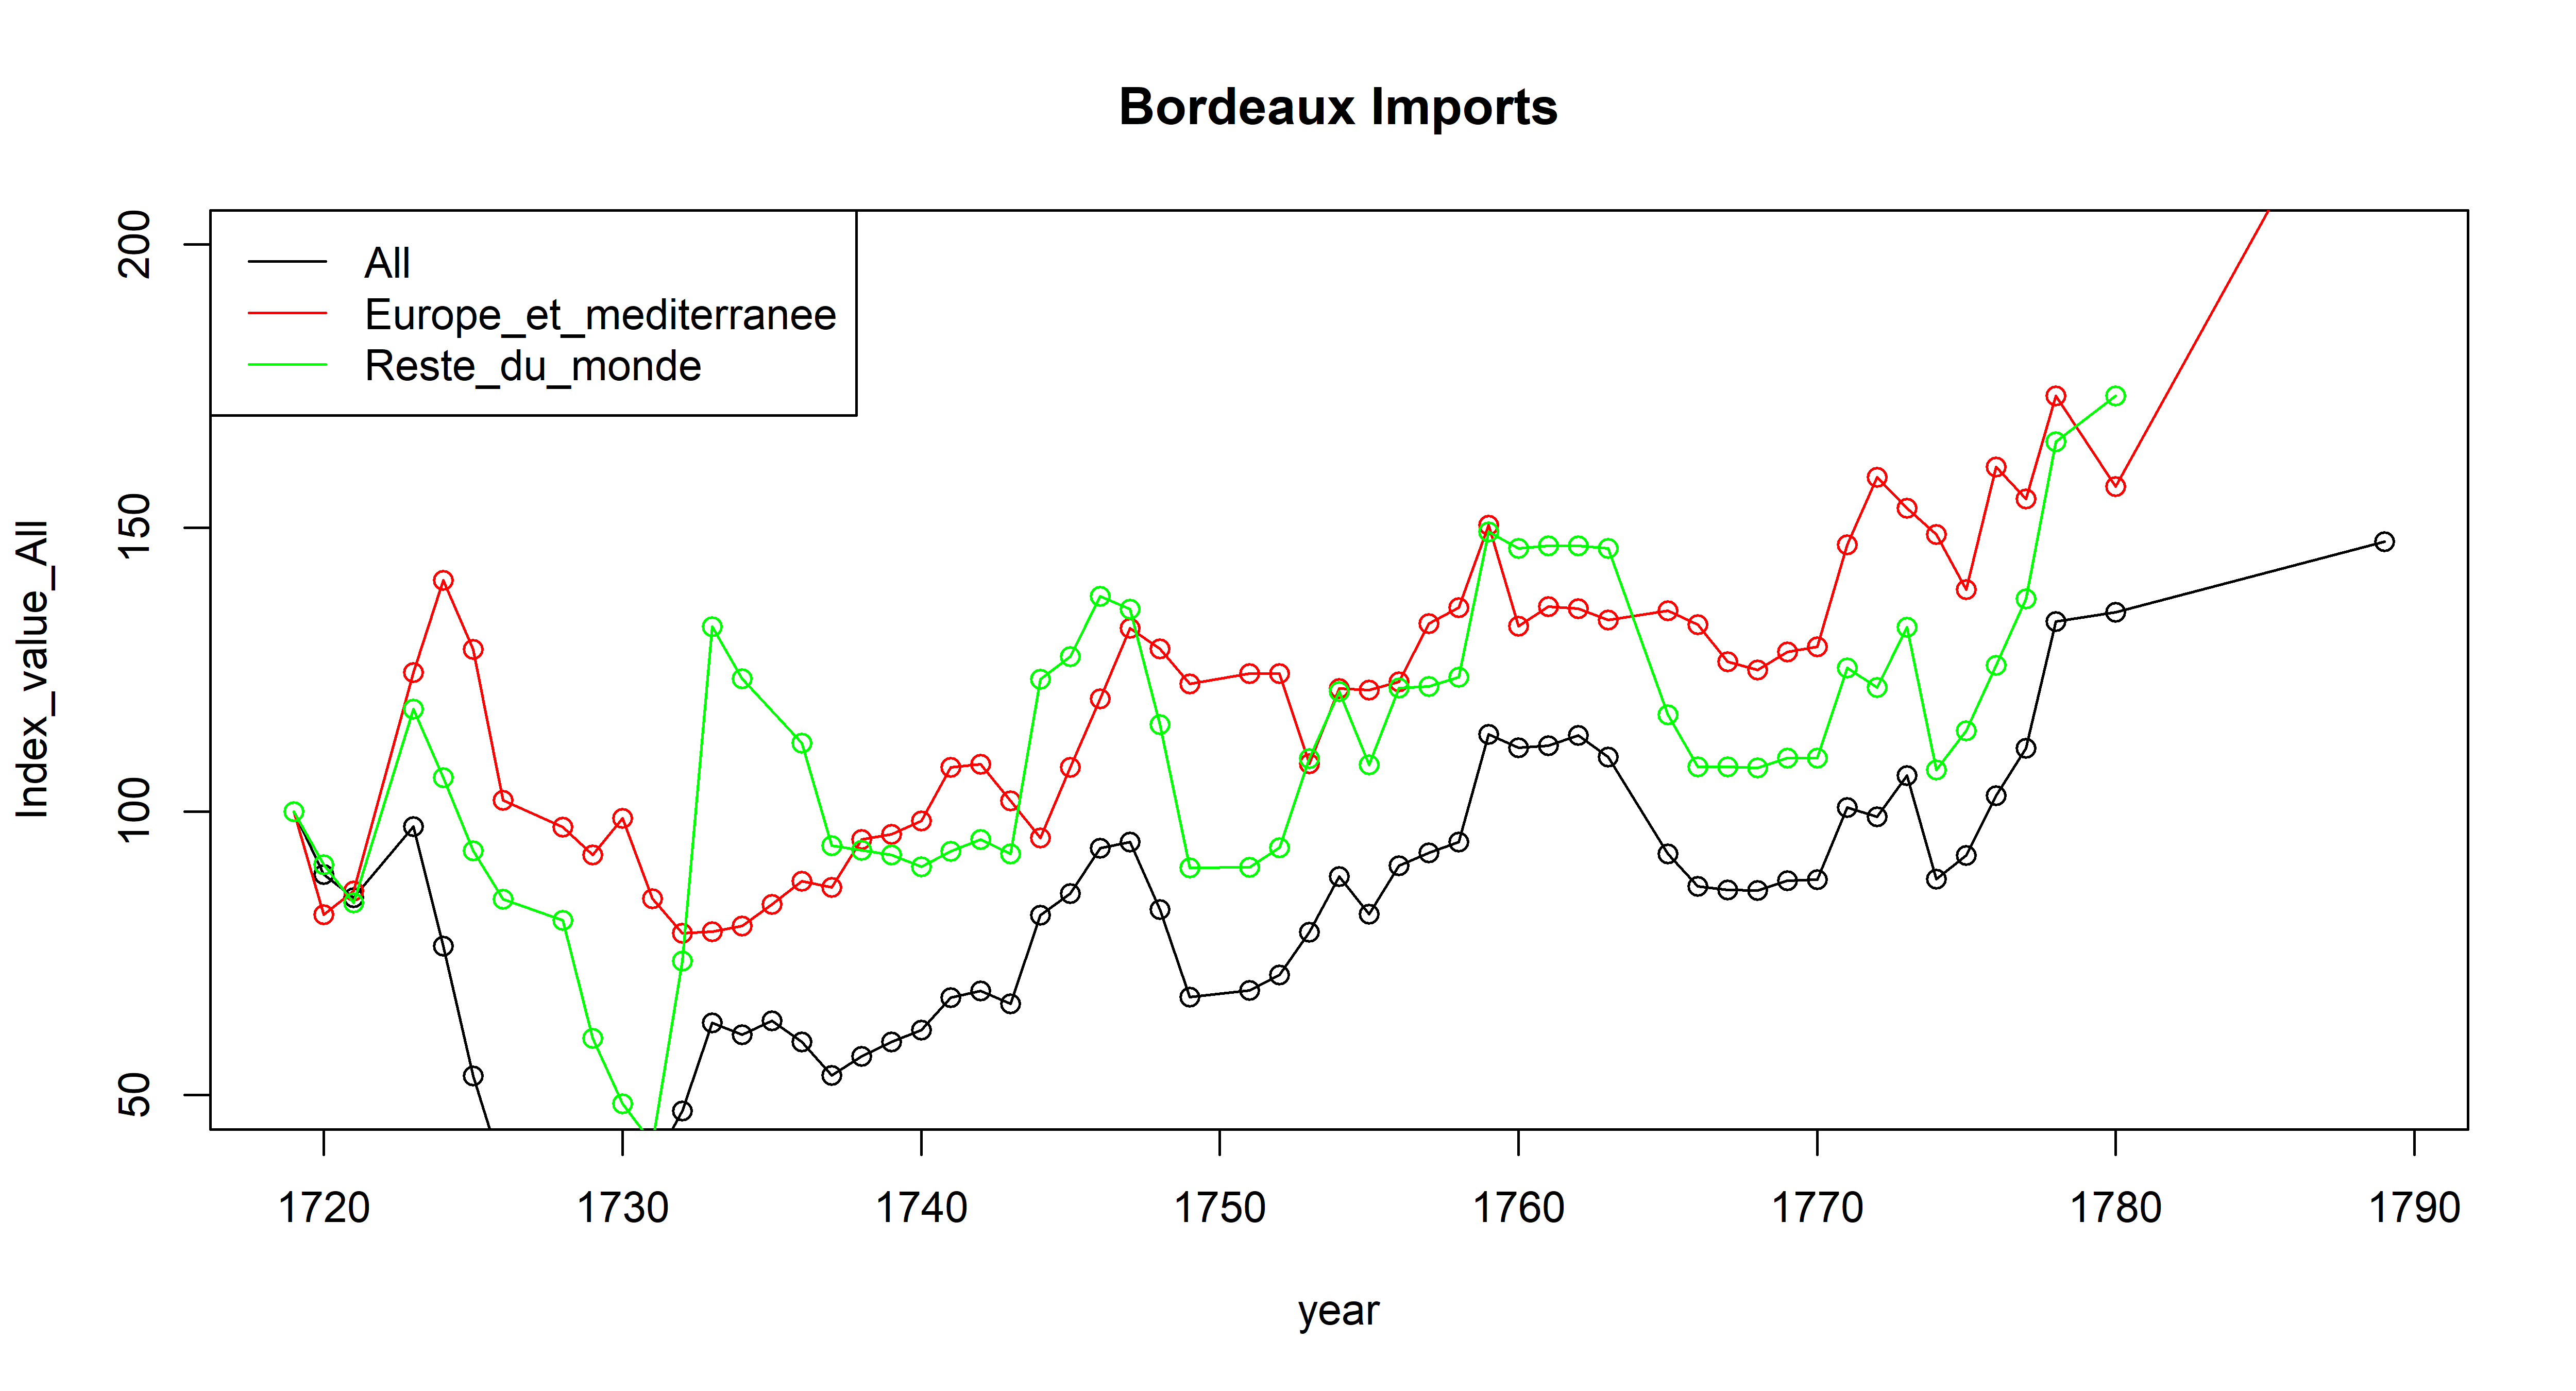 Bordeaux Imports
All
Europe_et_mediterranee
Reste_du_monde
Index_value_All
200
150
100
50
1720 1730 1740 1750 1760 1770 1780 1790
year